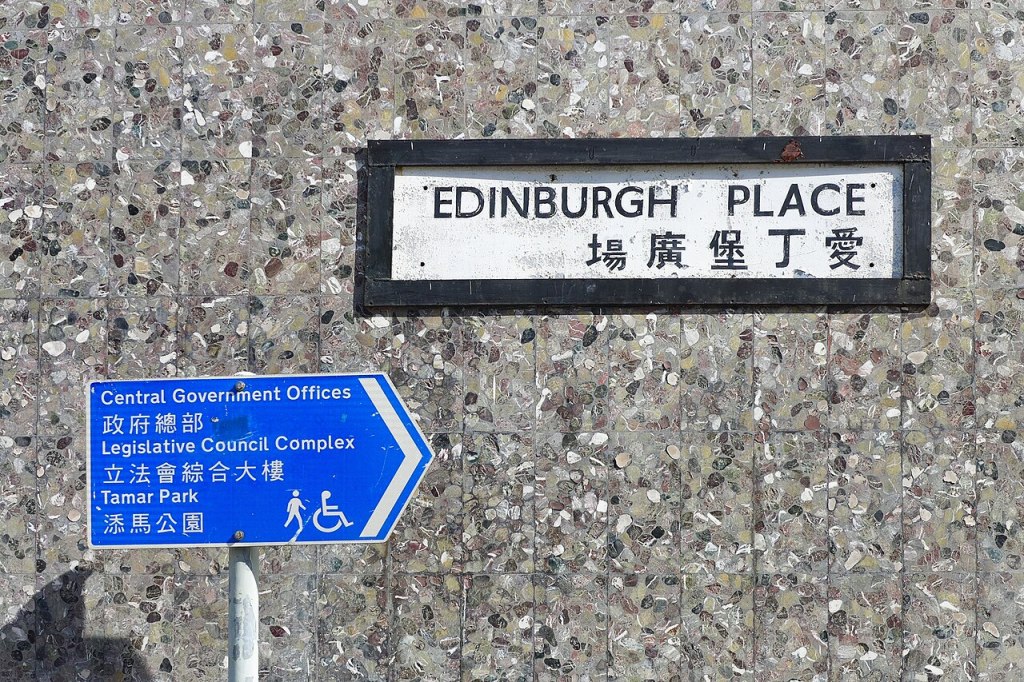 EDINBURGH PLACE
愛丁堡廣場
Central Government Offices
政府總部
Legislative Council Complex
立法會綜合大樓
Tamar Park
添馬公園